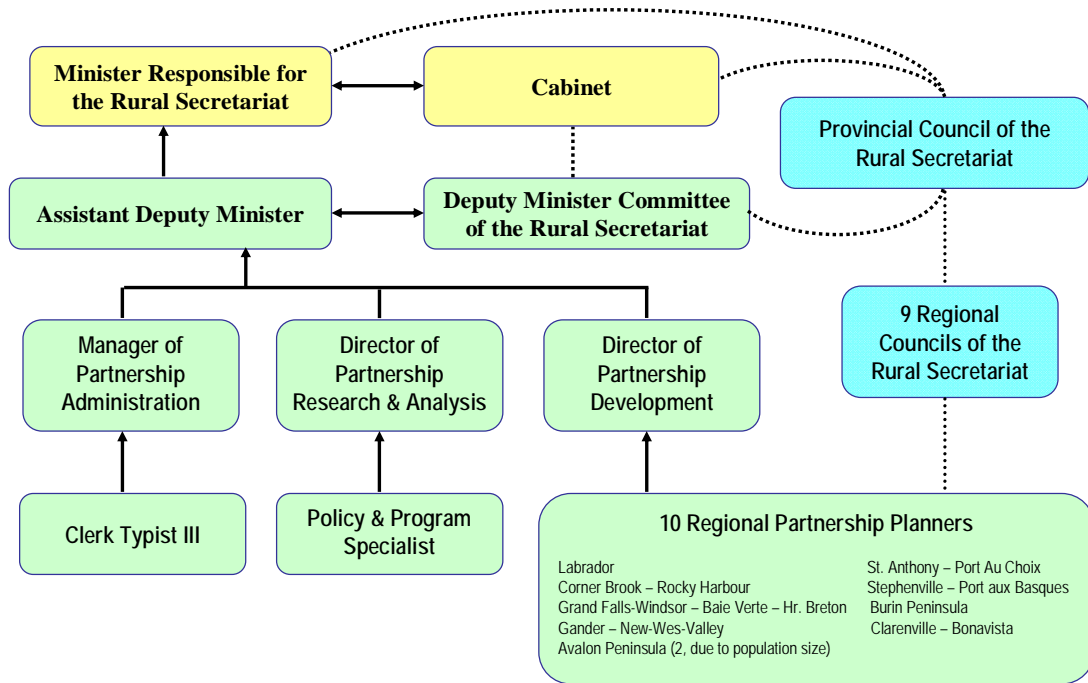 Minister Responsible for
the Rural Secretariat
Cabinet
Provincial Council of the
Rural Secretariat
Assistant Deputy Minister
Deputy Minister Committee
of the Rural Secretariat
9 Regional
Councils of the
Rural Secretariat
Manager of
Partnership
Administration
Director of
Partnership
Research & Analysis
Director of
Partnership
Development
Clerk Typist III
Policy & Program
Specialist
10 Regional Partnership Planners
Labrador
Corner Brook – Rocky Harbour
Grand Falls-Windsor – Baie Verte – Hr. Breton
Gander – New-Wes-Valley
Avalon Peninsula (2, due to population size)
St. Anthony – Port Au Choix
Stephenville – Port aux Basques
Burin Peninsula
Clarenville – Bonavista